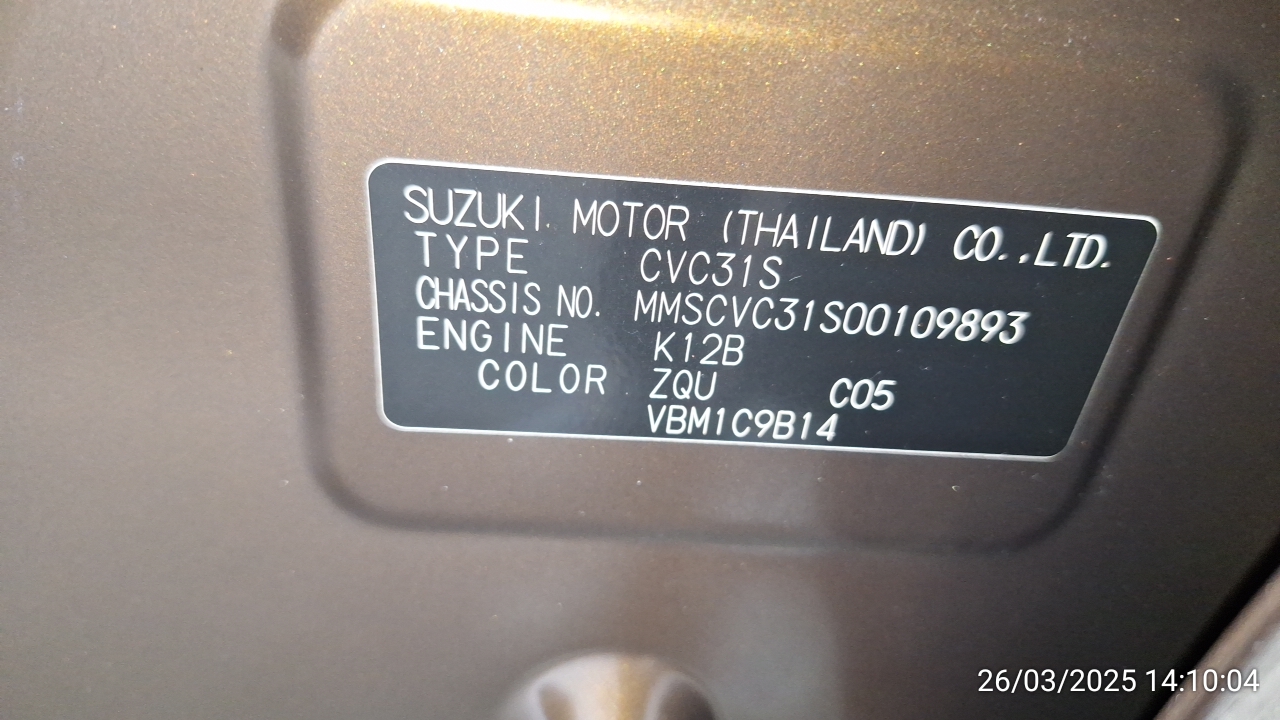 SUZUKI MOTOR (THAILAND) CO.,LTD.
TYPE CVC31S
CHASSIS NO. MMSCVC31S00109893
ENGINE K12B
COLOR ZQU C05
VBM1C9B14
26/03/2025 14:10:04